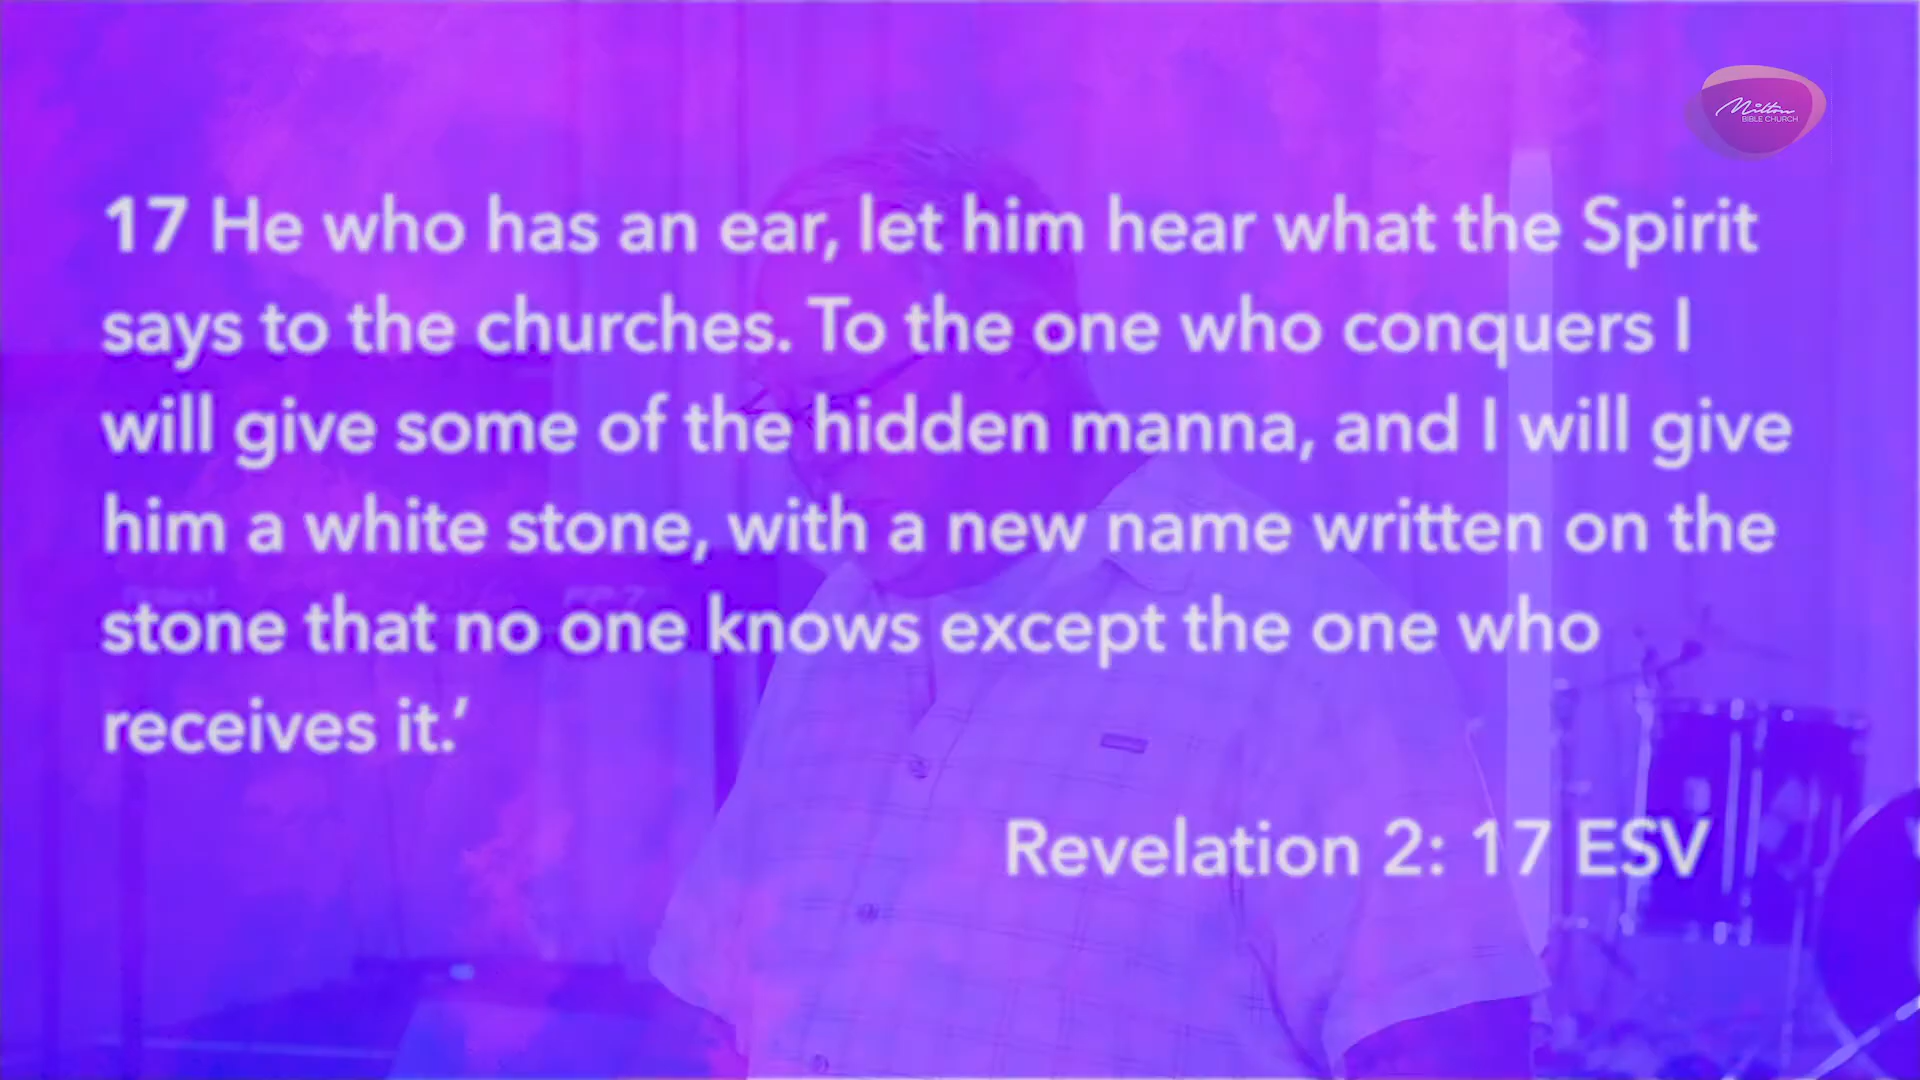 Milton
BIBLE CHURCH
17 He who has an ear, let him hear what the Spirit
says to the churches. To the one who conquers I
will give some of the hidden manna, and I will give
him a white stone, with a new name written on the
stone that no one knows except the one who
receives it.’
Revelation 2: 17 ESV